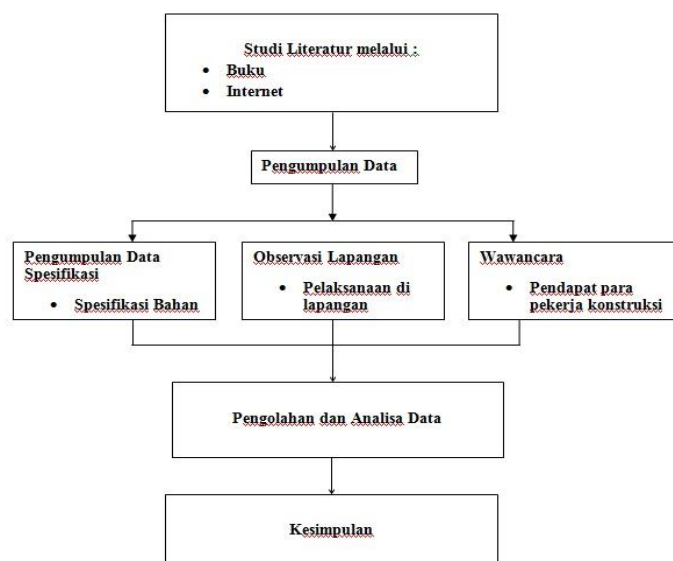 Studi Literatur melalui :
• Buku
• Internet
Pengumpulan Data
Pengumpulan Data
Spesifikasi
• Spesifikasi Bahan
Observasi Lapangan
• Pelaksanaan di
lapangan
Wawancara
• Pendapat para
pekerja konstruksi
Pengolahan dan Analisa Data
Kesimpulan